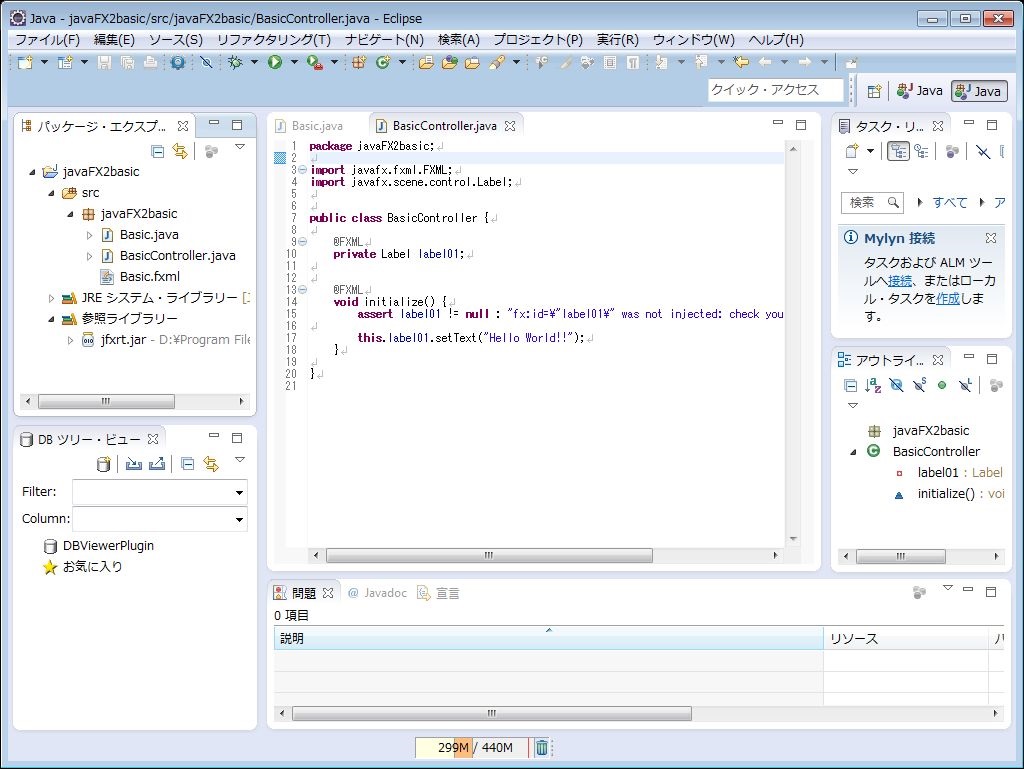 Java - javaFX2basic/src/javaFX2basic/BasicController.java - Eclipse
ファイル(F) 編集(E) ソース(S) リファクタリング(T) ナビゲート(N) 検索(A) プロジェクト(P) 実行(R) ウィンドウ(W) ヘルプ(H)
クイック・アクセス
Java
Java
パッケージ・エクスプ...
javaFX2basic
src
javaFX2basic
Basic.java
BasicController.java
Basic.fxml
JRE システム・ライブラリー
参照ライブラリー
jfxrt.jar - D:¥Program File
DB ツリー・ビュー
Filter:
Column:
DBViewerPlugin
お気に入り
Basic.java
BasicController.java
1 package javaFX2basic;
2
3 import javafx.fxml.FXML;
4 import javafx.scene.control.Label;
5
6
7 public class BasicController {
8
9 @FXML
10 private Label label01;
11
12
13 @FXML
14 void initialize() {
15 assert label01 != null : "fx:id=¥"label01¥" was not injected: check you
16
17 this.label01.setText("Hello World!!");
18 }
19
20 }
21
タスク・リ...
検索
すべて
ア
Mylyn 接続
タスクおよび ALM ツー
ルへ接続、またはローカ
ル・タスクを作成しま
す。
アウトライ...
javaFX2basic
BasicController
label01 : Label
initialize() : voi
問題
@ Javadoc
宣言
0 項目
説明
リソース
299M / 440M